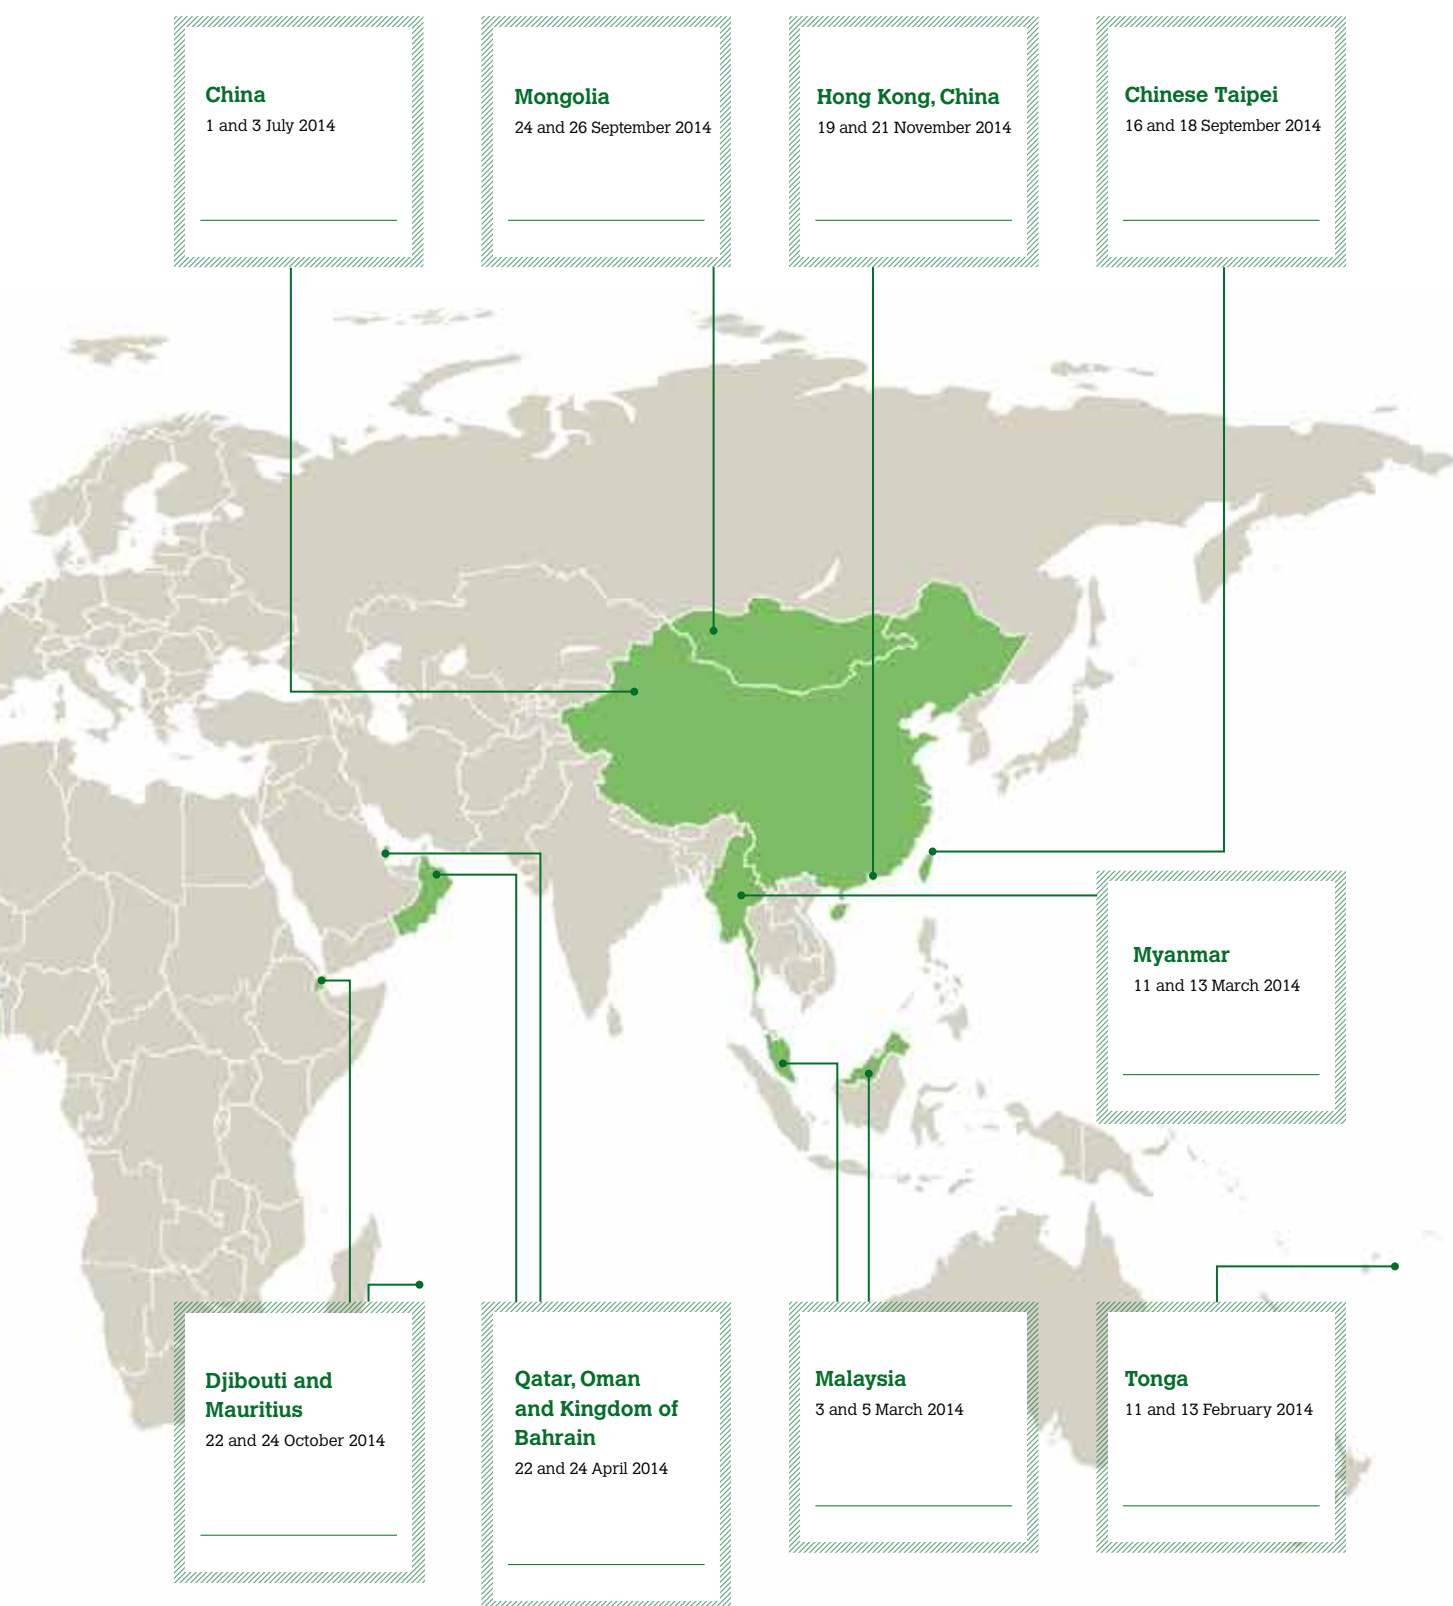 China
1 and 3 July 2014
Mongolia
24 and 26 September 2014
Hong Kong, China
19 and 21 November 2014
Chinese Taipei
16 and 18 September 2014
Myanmar
11 and 13 March 2014
Djibouti and
Mauritius
22 and 24 October 2014
Qatar, Oman
and Kingdom of
Bahrain
22 and 24 April 2014
Malaysia
3 and 5 March 2014
Tonga
11 and 13 February 2014